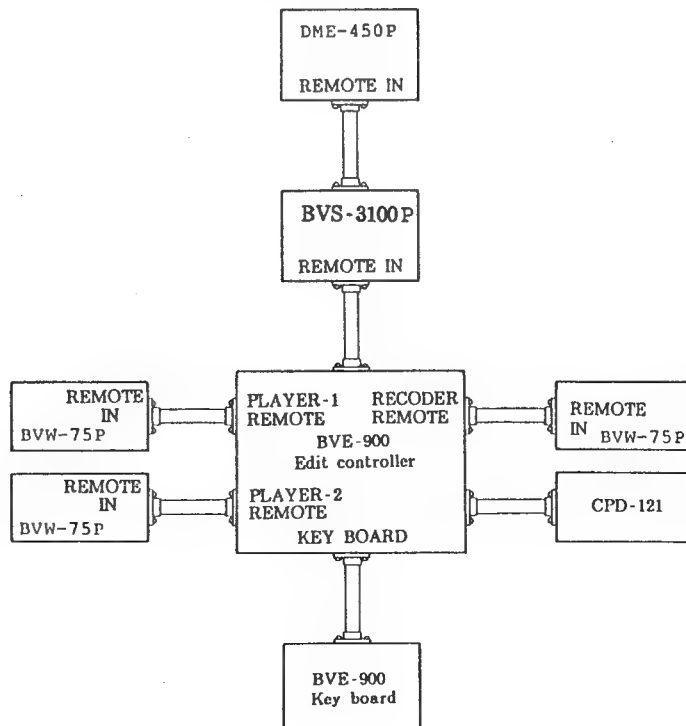 DME-450P
REMOTE IN
BVS-3100P
REMOTE IN
REMOTE
IN
BVW-75P
PLAYER-1
REMOTE
RECODER
REMOTE
BVE-900
Edit controller
REMOTE
IN
BVW-75P
REMOTE
IN
BVW-75P
PLAYER-2
REMOTE
KEY BOARD
CPD-121
BVE-900
Key board